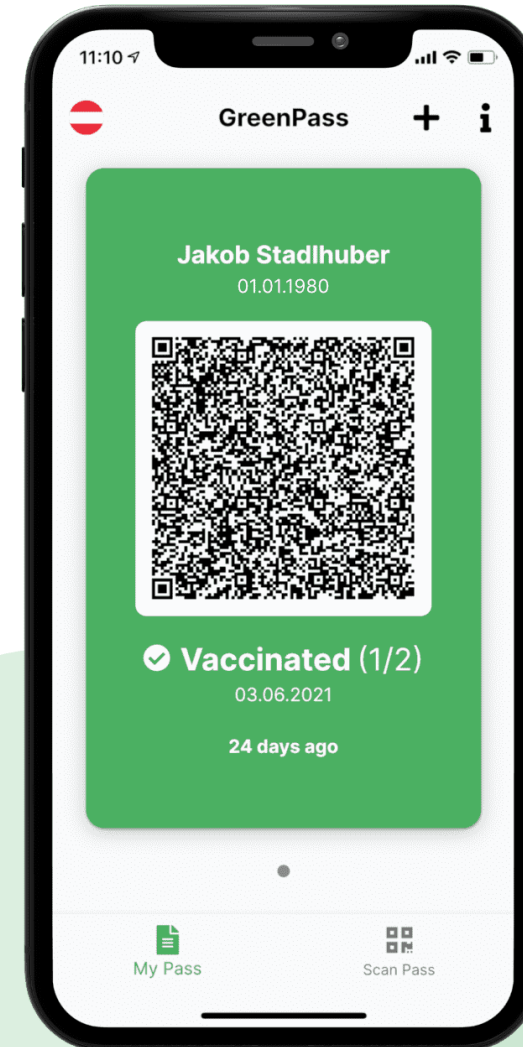 11:10
GreenPass
Jakob Stadlhuber
01.01.1980
Vaccinated (1/2)
03.06.2021
24 days ago
My Pass
Scan Pass